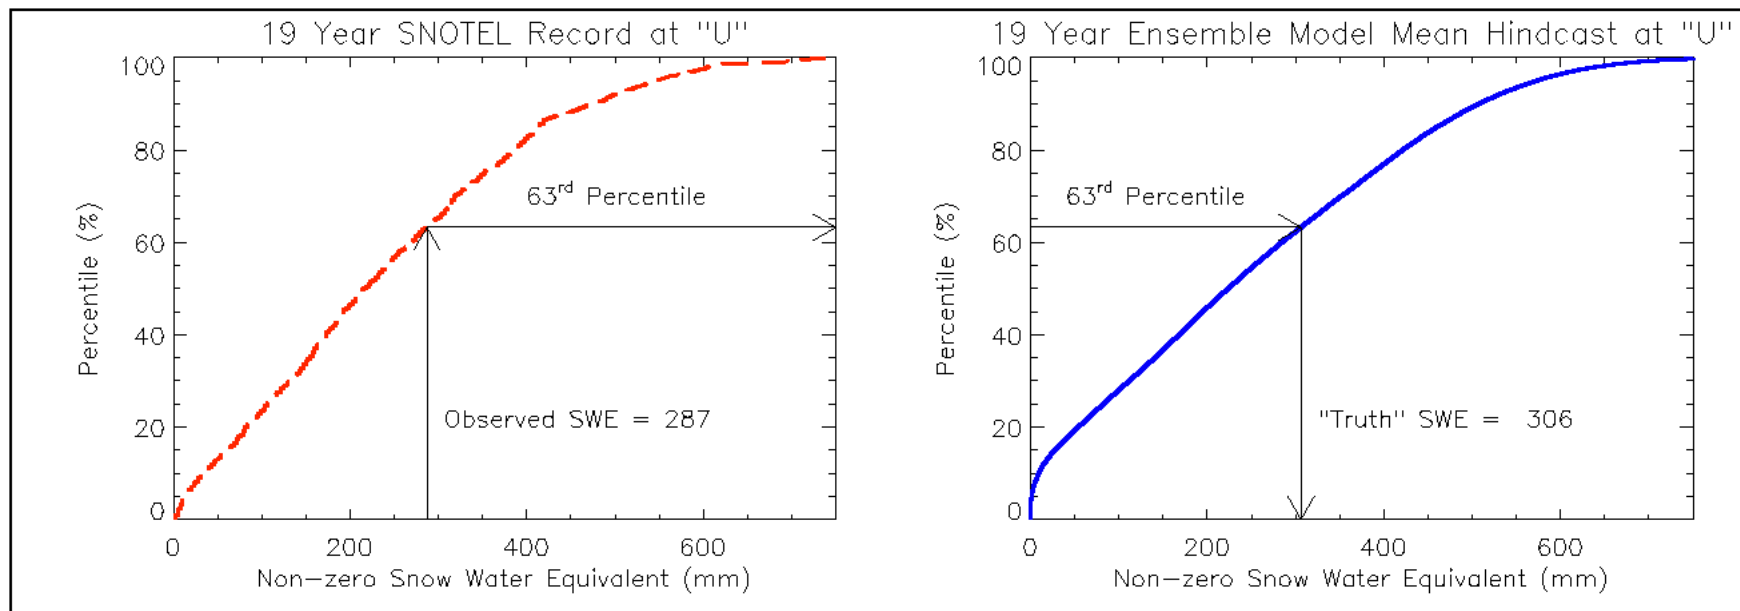 19 Year SNOTEL Record at "U"
100
80
60
40
20
0
Percentile (%)
63rd Percentile
Observed SWE = 287
0 200 400 600
Non-zero Snow Water Equivalent (mm)
19 Year Ensemble Model Mean Hindcast at "U"
100
80
60
40
20
0
Percentile (%)
63rd Percentile
"Truth" SWE = 306
0 200 400 600
Non-zero Snow Water Equivalent (mm)